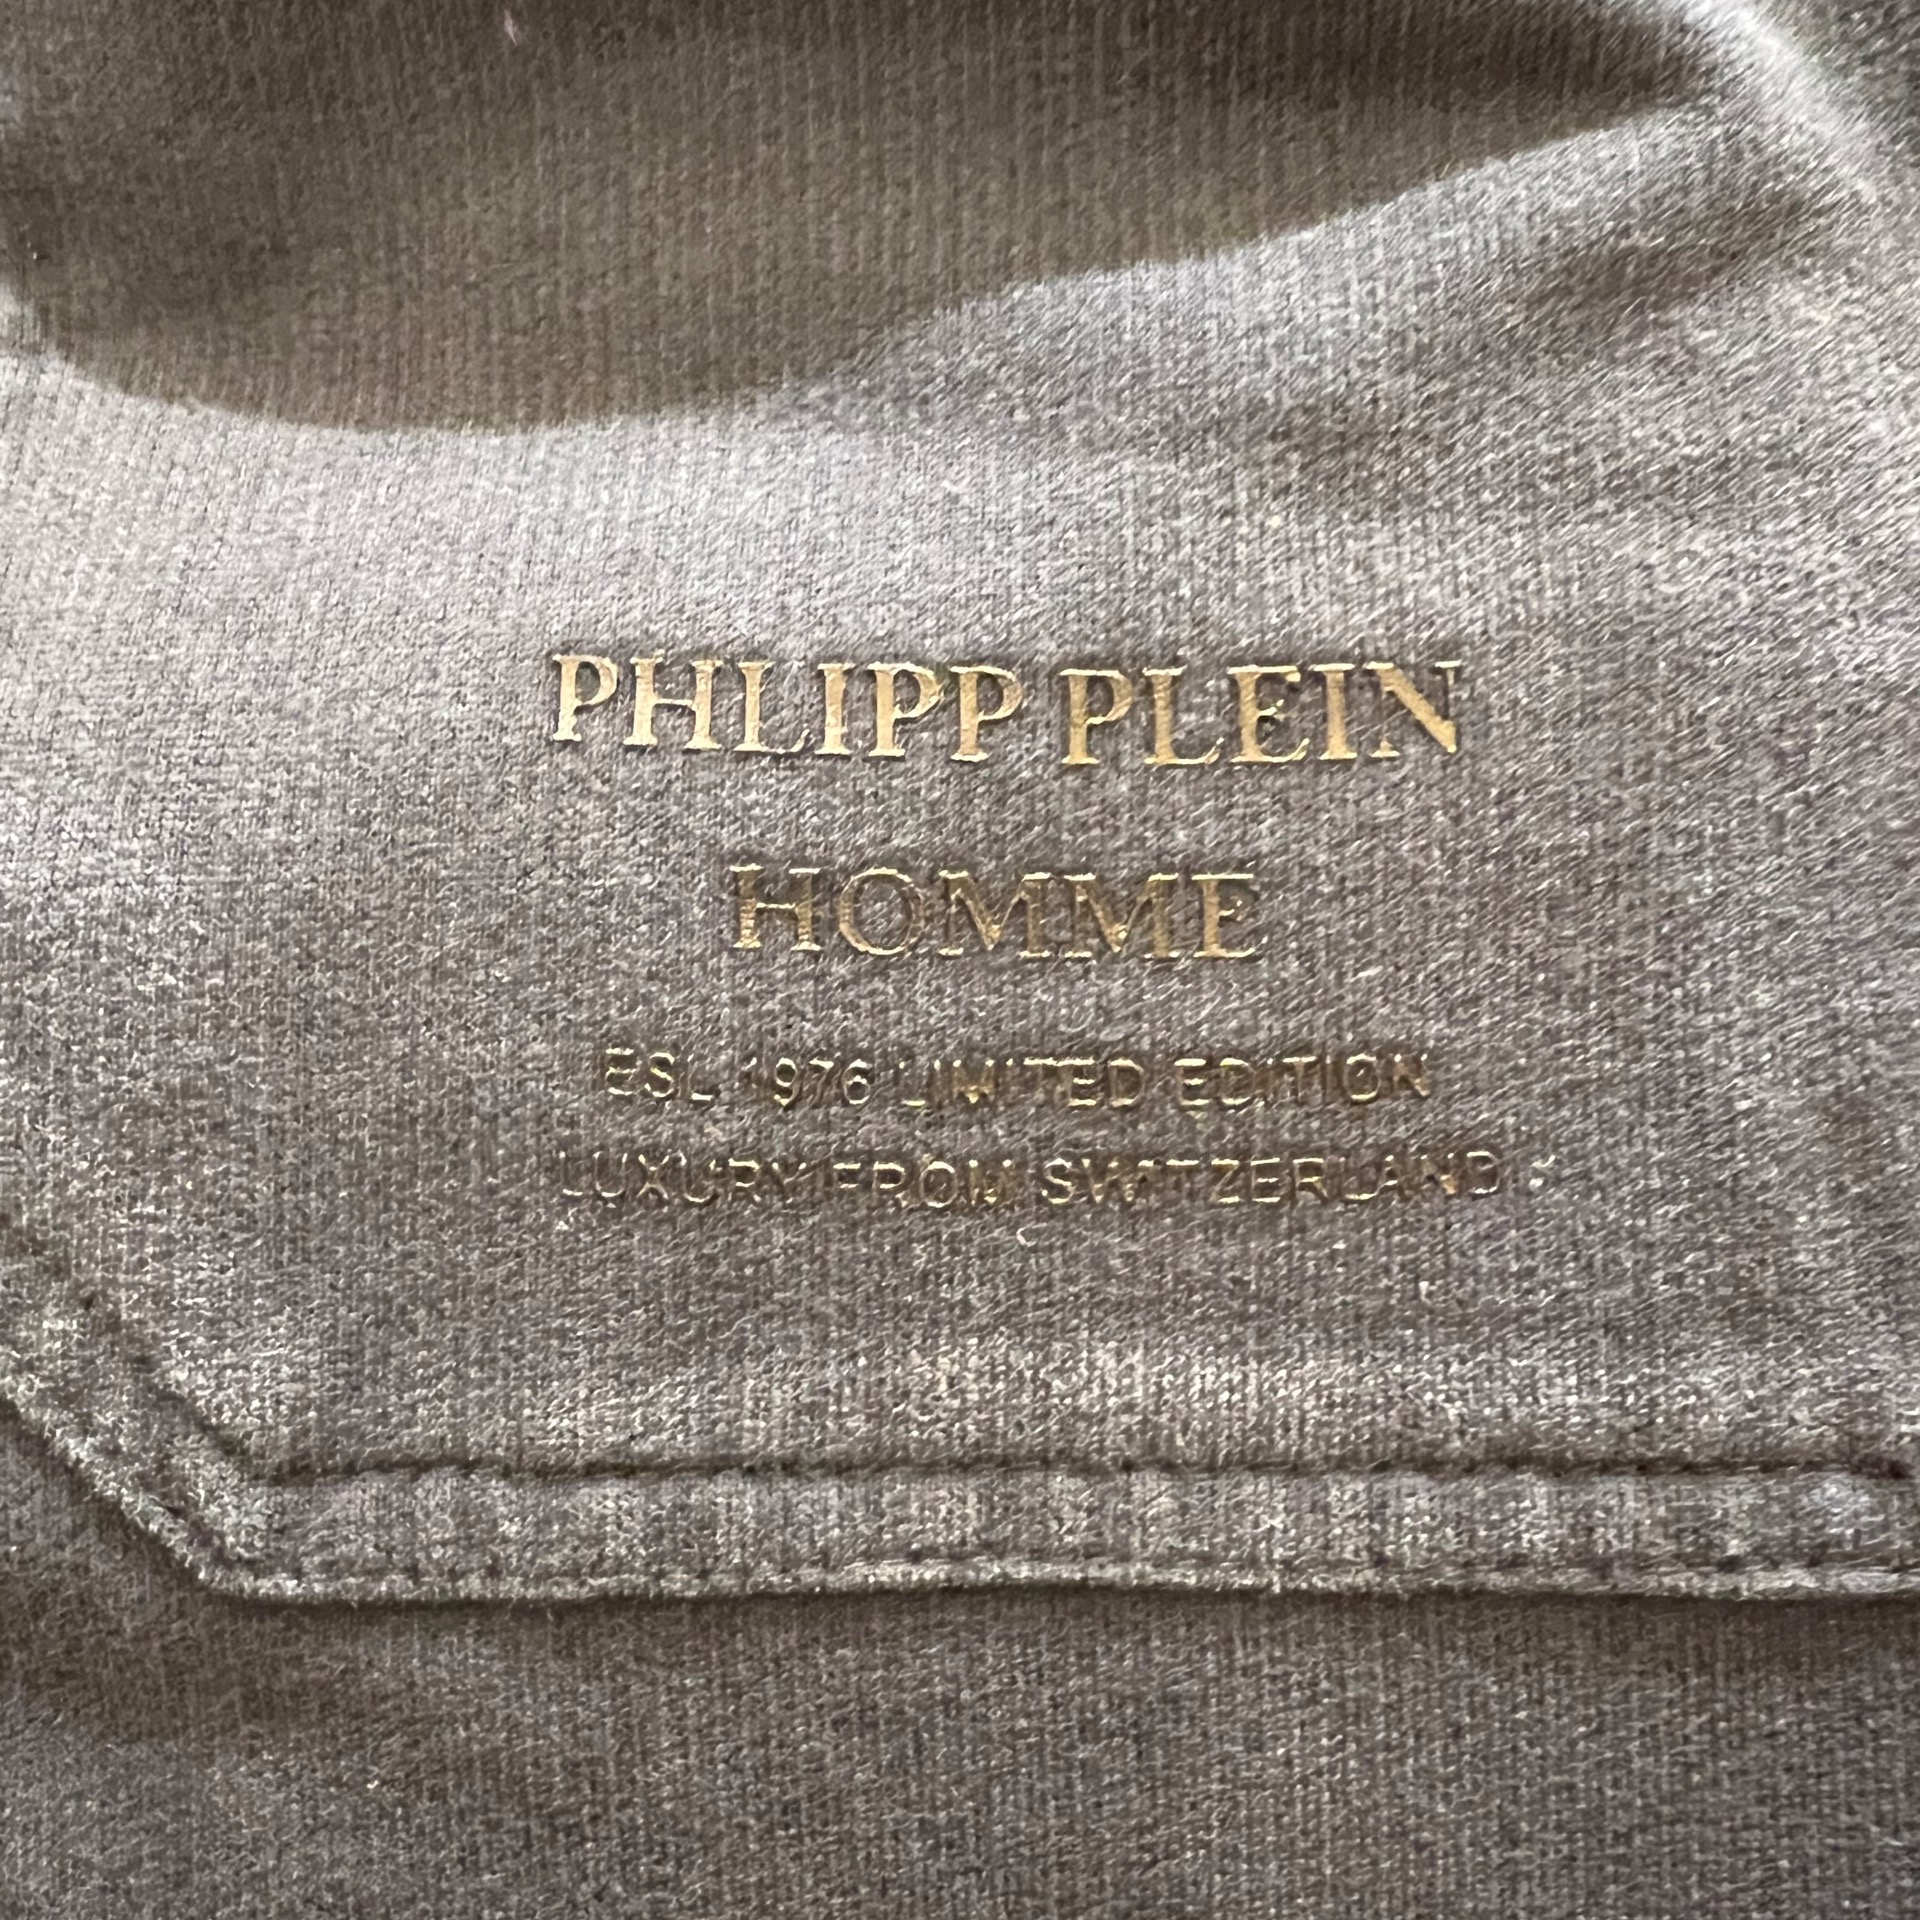 PHLIPP PLEIN
HOMME
ESL 1976 LIMITED EDITION
LUXURY FROM SWITZERLAND